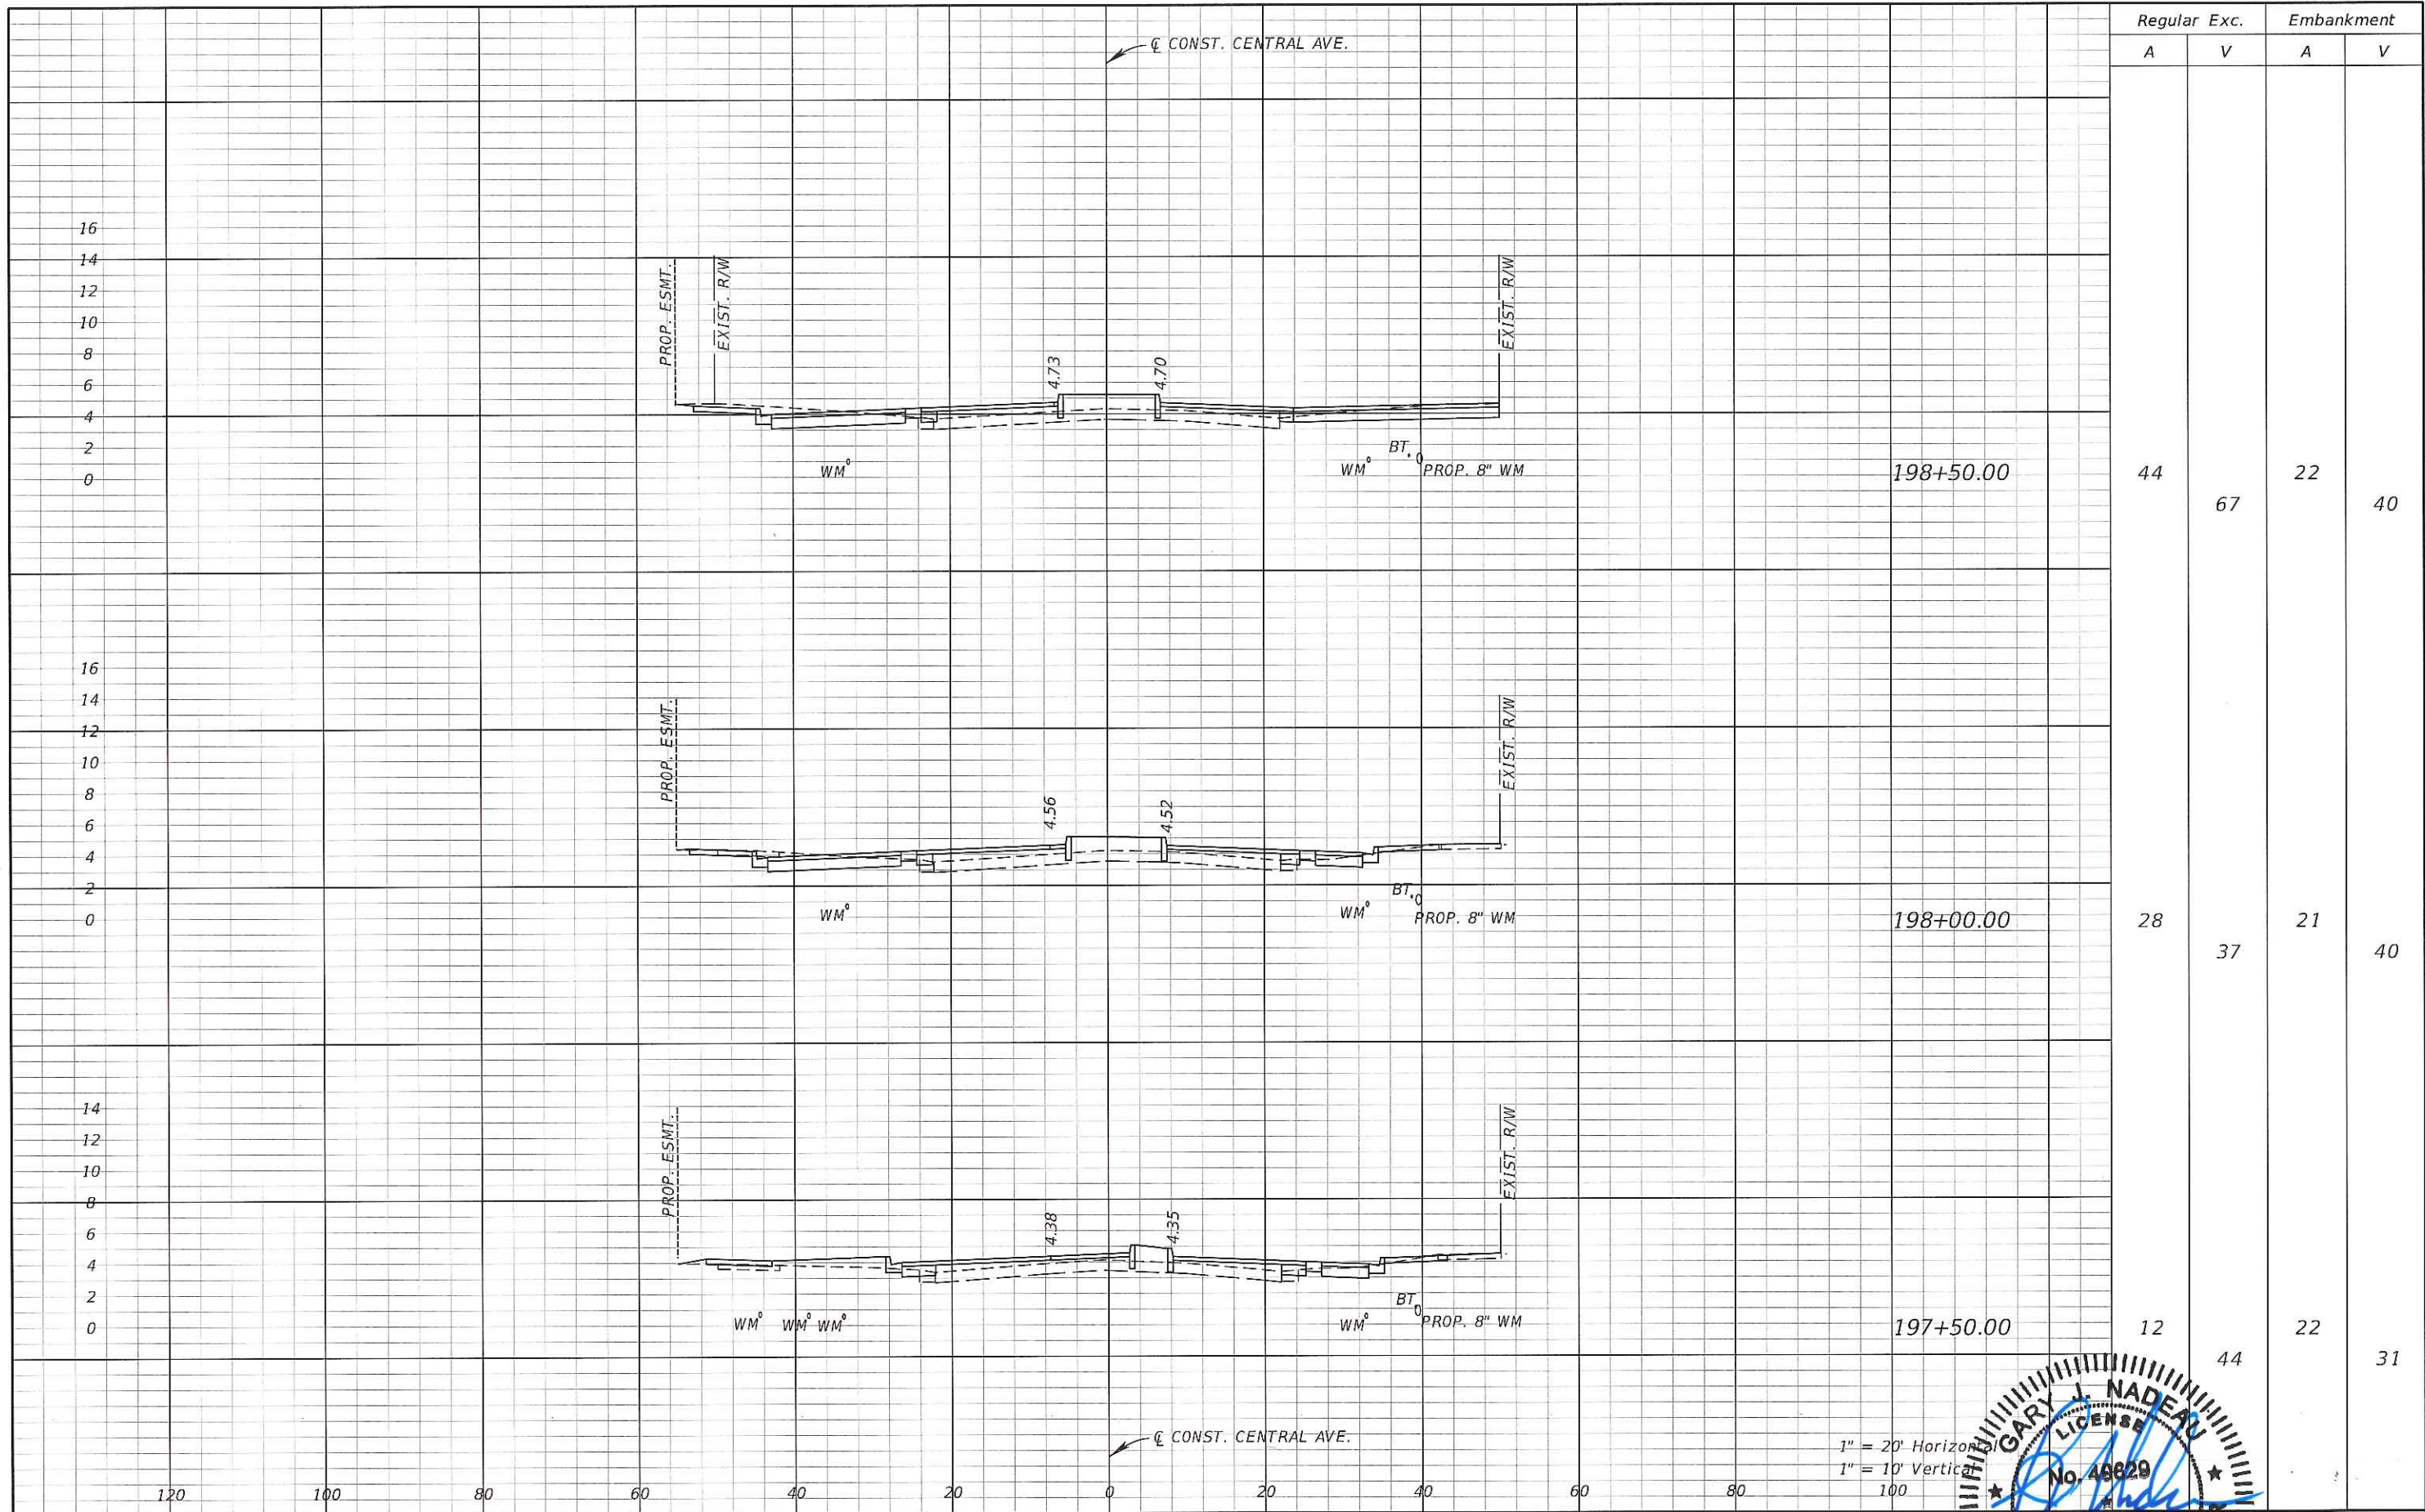 Regular Exc. Embankment
A V A V
℄ CONST. CENTRAL AVE.
16
14
12
10
8
6
4
2
0
PROP. ESMT.
EXIST. R/W
4.73
4.70
EXIST. R/W
WM
WM
BT
PROP. 8" WM
198+50.00
44
22
67
40
16
14
12
10
8
6
4
2
0
PROP. ESMT.
4.56
4.52
EXIST. R/W
WM
WM
BT
PROP. 8" WM
198+00.00
28
21
37
40
14
12
10
8
6
4
2
0
PROP. ESMT.
4.38
4.35
EXIST. R/W
WM WM WM
WM
BT
PROP. 8" WM
197+50.00
12
22
44
31
℄ CONST. CENTRAL AVE.
1" = 20' Horizontal
1" = 10' Vertical
GARY J. NADEAU
LICENSE
No. 49629
120 100 80 60 40 20 0 20 40 60 80 100